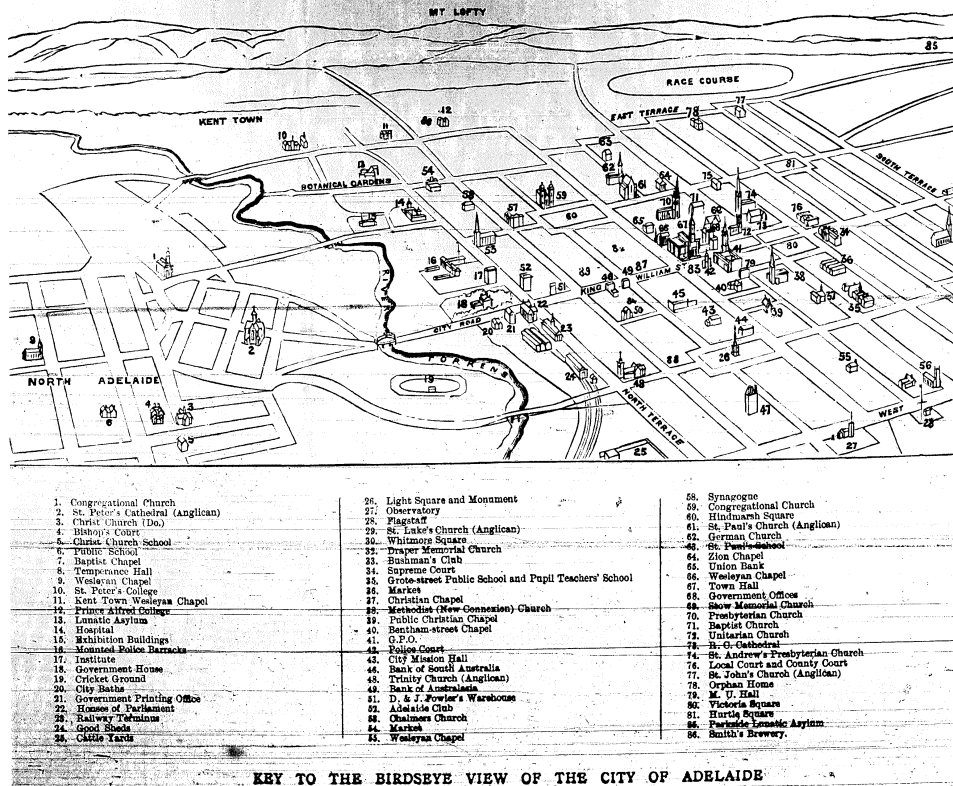 MT LOFTY
85
RACE COURSE
KENT TOWN
EAST TERRACE
SOUTH TERRACE
BOTANICAL GARDENS
KING WILLIAM ST
CITY ROAD
RIVER
TORRENS
NORTH ADELAIDE
NORTH TERRACE
WEST
1. Congregational Church
2. St. Peter's Cathedral (Anglican)
3. Christ Church (Do.)
4. Bishop's Court
5. Christ Church School
6. Public School
7. Baptist Chapel
8. Temperance Hall
9. Wesleyan Chapel
10. St. Peter's College
11. Kent Town Wesleyan Chapel
12. Prince Alfred College
13. Lunatic Asylum
14. Hospital
15. Exhibition Buildings
16. Mounted Police Barracks
17. Institute
18. Government House
19. Cricket Ground
20. City Baths
21. Government Printing Office
22. Houses of Parliament
23. Railway Terminus
24. Good Sheds
25. Cattle Yards
26. Light Square and Monument
27. Observatory
28. Flagstaff
29. St. Luke's Church (Anglican)
30. Whitmore Square
32. Draper Memorial Church
33. Bushman's Club
34. Supreme Court
35. Grote-street Public School and Pupil Teachers' School
36. Market
37. Christian Chapel
38. Methodist (New Connexion) Church
39. Public Christian Chapel
40. Bentham-street Chapel
41. G.P.O.
42. Police Court
43. City Mission Hall
46. Bank of South Australia
48. Trinity Church (Anglican)
49. Bank of Australasia
51. D. & J. Fowler's Warehouse
52. Adelaide Club
53. Chalmers Church
54. Market
55. Wesleyan Chapel
58. Synagogue
59. Congregational Church
60. Hindmarsh Square
61. St. Paul's Church (Anglican)
62. German Church
63. St. Paul's School
64. Zion Chapel
65. Union Bank
66. Wesleyan Chapel
67. Town Hall
68. Government Offices
69. Stow Memorial Church
70. Presbyterian Church
71. Baptist Church
72. Unitarian Church
73. R. C. Cathedral
74. St. Andrew's Presbyterian Church
76. Local Court and County Court
77. St. John's Church (Anglican)
78. Orphan Home
79. M. U. Hall
80. Victoria Square
81. Hurtle Square
85. Parkside Lunatic Asylum
86. Smith's Brewery.
KEY TO THE BIRDSEYE VIEW OF THE CITY OF ADELAIDE